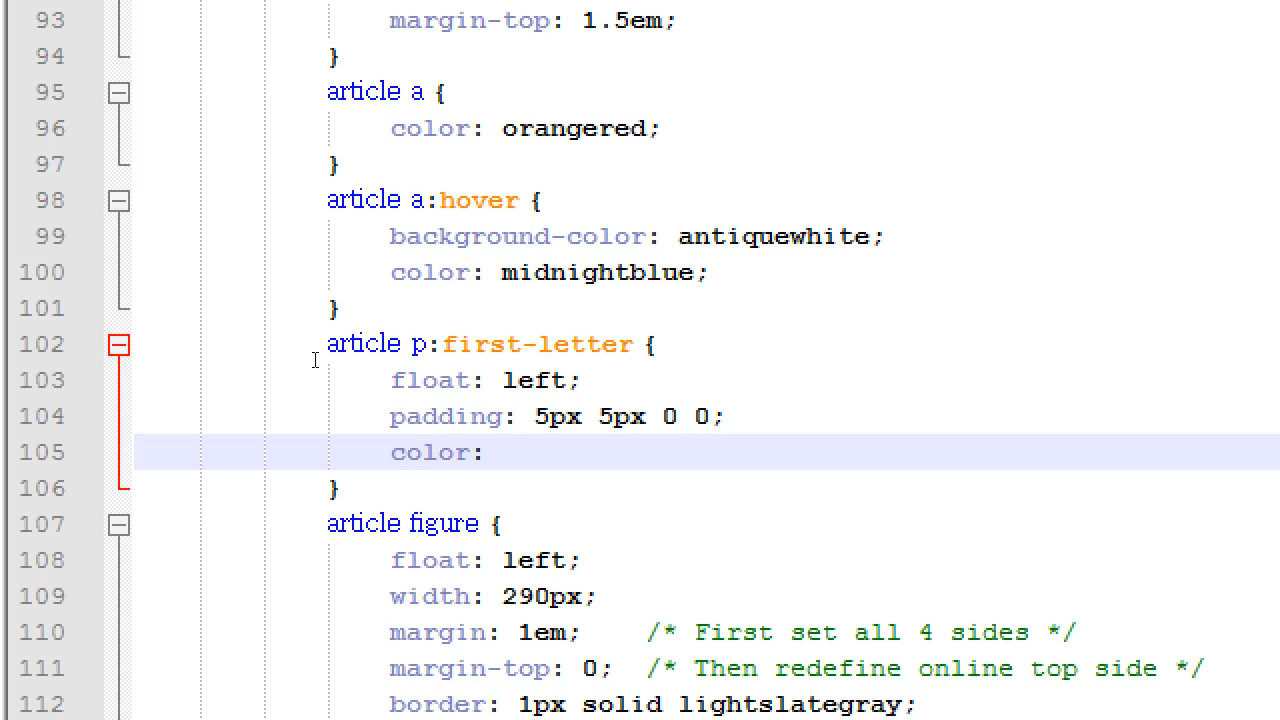 93 margin-top: 1.5em;
94 }
95 article a {
96 color: orangered;
97 }
98 article a:hover {
99 background-color: antiquewhite;
100 color: midnightblue;
101 }
102 article p:first-letter {
103 float: left;
104 padding: 5px 5px 0 0;
105 color:
106 }
107 article figure {
108 float: left;
109 width: 290px;
110 margin: 1em; /* First set all 4 sides */
111 margin-top: 0; /* Then redefine online top side */
112 border: 1px solid lightslategray;